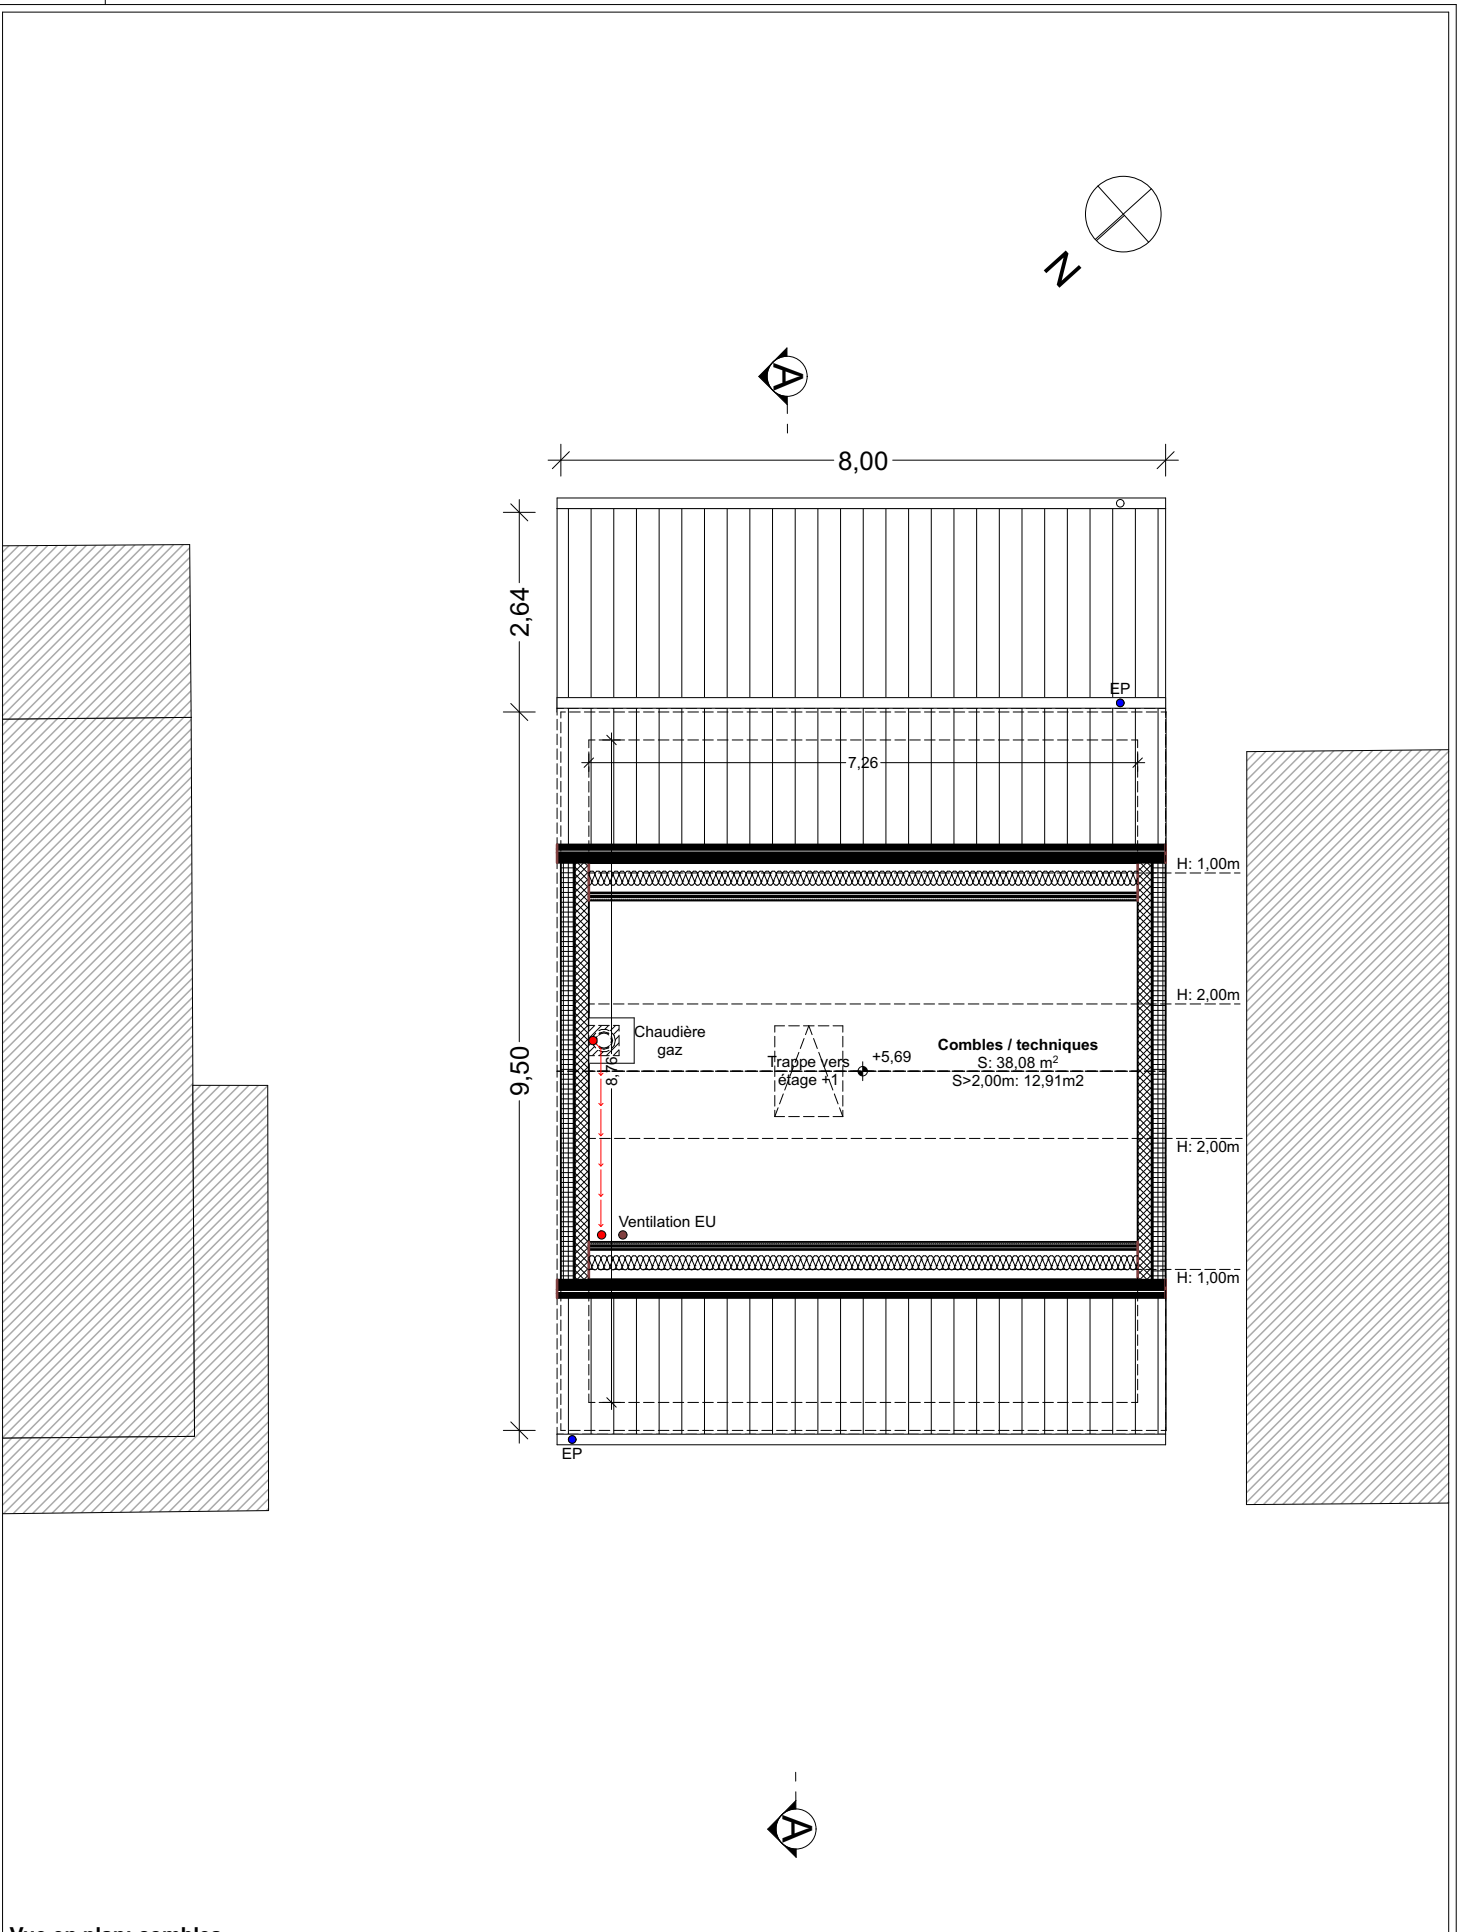 N
A
8,00
2,64
EP
7,26
H: 1,00m
H: 2,00m
Chaudière
gaz
8,76
Trappe vers
étage +1
+5,69
Combles / techniques
S: 38,08 m²
S>2,00m: 12,91m2
9,50
H: 2,00m
Ventilation EU
H: 1,00m
EP
A
Vue en plan: combles